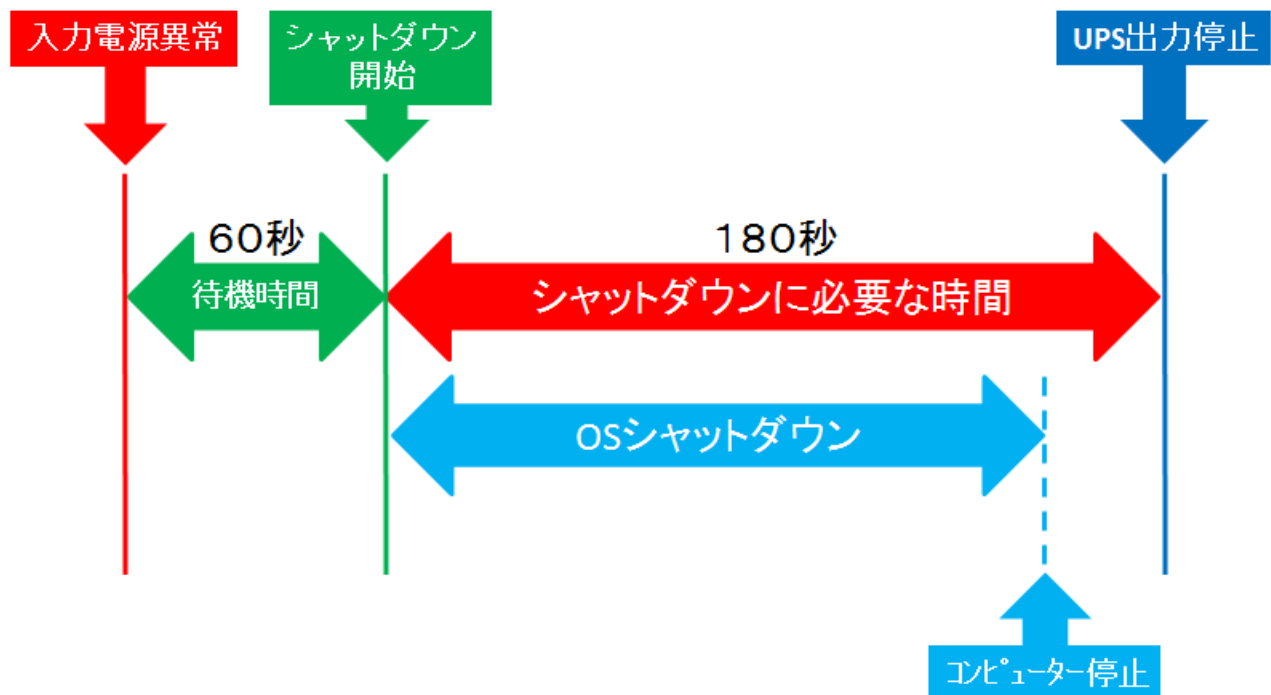 入力電源異常
シャットダウン
開始
UPS出力停止
60秒
180秒
待機時間
シャットダウンに必要な時間
OSシャットダウン
コンピューター停止